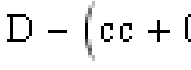 D – (cc +